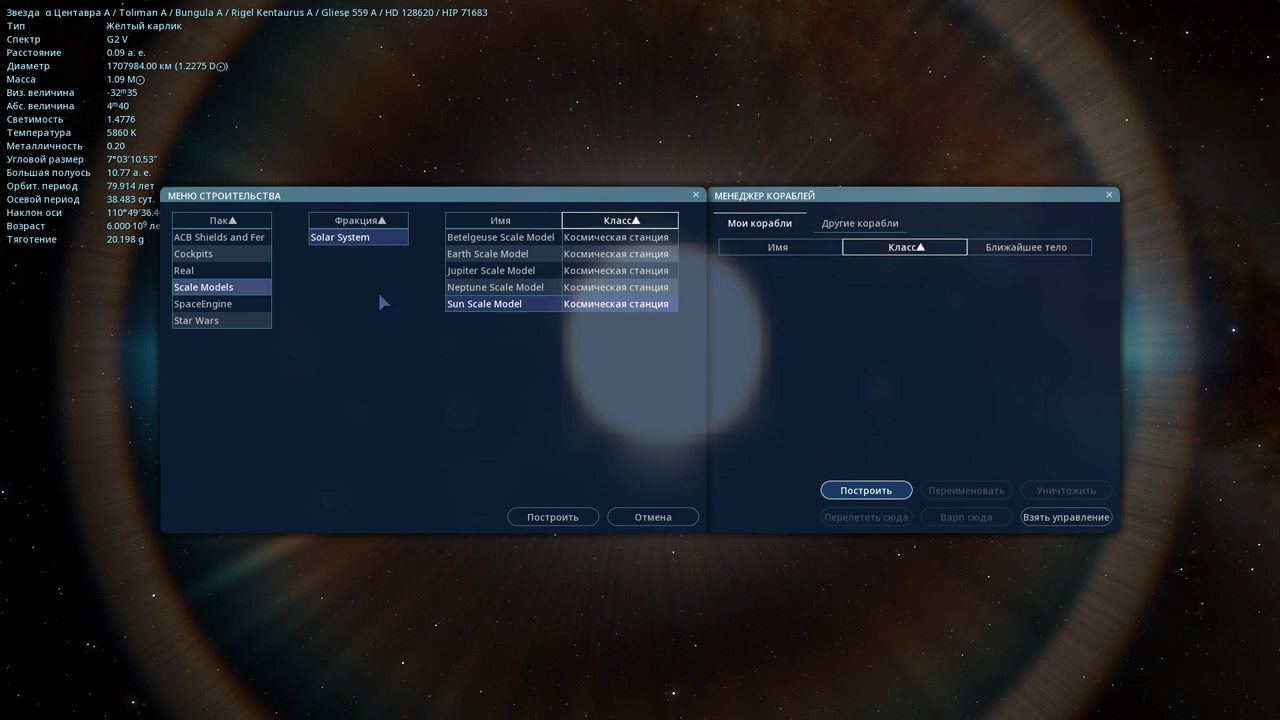 Звезда α Центавра A / Toliman A / Bungula A / Rigel Kentaurus A / Gliese 559 A / HD 128620 / HIP 71683
Тип Жёлтый карлик
Спектр G2 V
Расстояние 0.09 а. е.
Диаметр 1707984.00 км (1.2275 D☉)
Масса 1.09 M☉
Виз. величина -32ᵐ35
Абс. величина 4ᵐ40
Светимость 1.4776
Температура 5860 K
Металличность 0.20
Угловой размер 7°03'10.53"
Большая полуось 10.77 а. е.
Орбит. период 79.914 лет
Осевой период 38.483 сут.
Наклон оси 110°49'36.4
Возраст 6.000·10⁹ ле
Тяготение 20.198 g
МЕНЮ СТРОИТЕЛЬСТВА ×
Пак▲ Фракция▲ Имя Класс▲
ACB Shields and Fer Solar System Betelgeuse Scale Model Космическая станция
Cockpits Earth Scale Model Космическая станция
Real Jupiter Scale Model Космическая станция
Scale Models Neptune Scale Model Космическая станция
SpaceEngine Sun Scale Model Космическая станция
Star Wars
Построить Отмена
МЕНЕДЖЕР КОРАБЛЕЙ ×
Мои корабли Другие корабли
Имя Класс▲ Ближайшее тело
Построить Переименовать Уничтожить
Перелететь сюда Варп сюда Взять управление